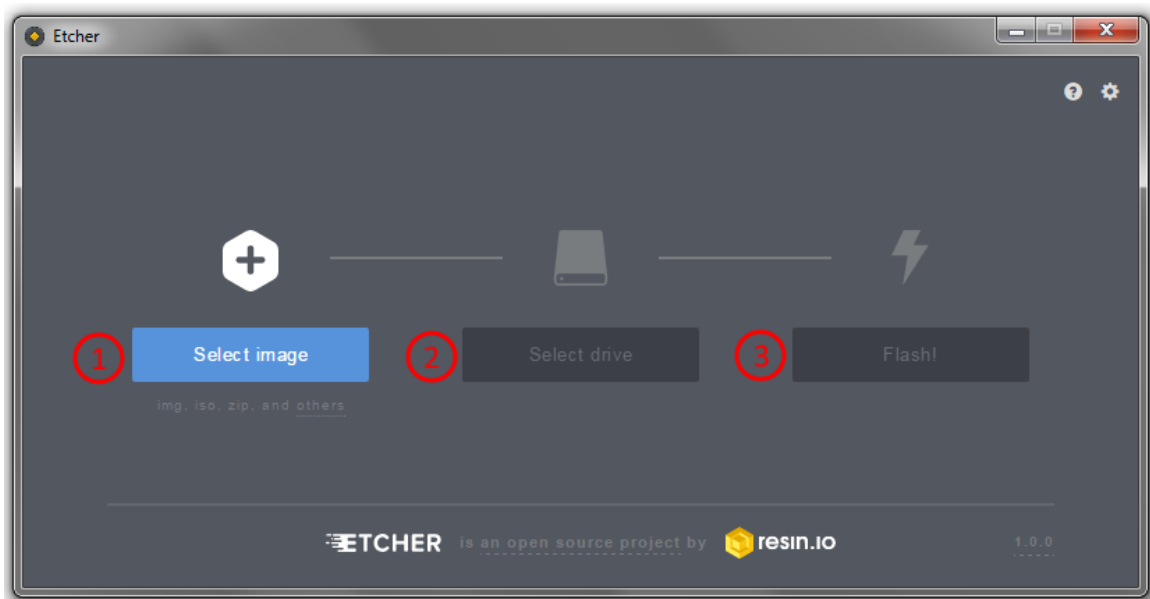 Etcher
1 Select image 2 Select drive 3 Flash!
img, iso, zip, and others
ETCHER is an open source project by resin.io 1.0.0